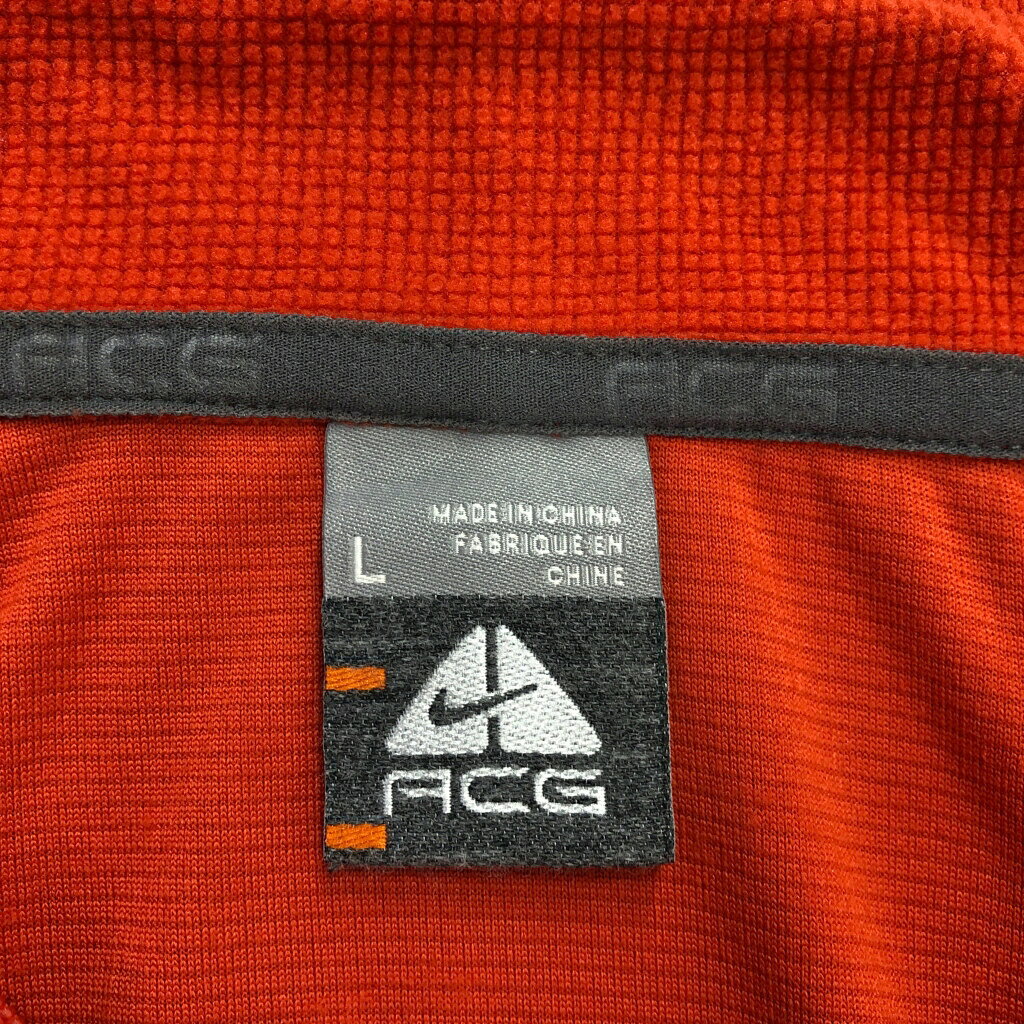 ACG ACG
MADE IN CHINA
FABRIQUE EN
L CHINE
ACG